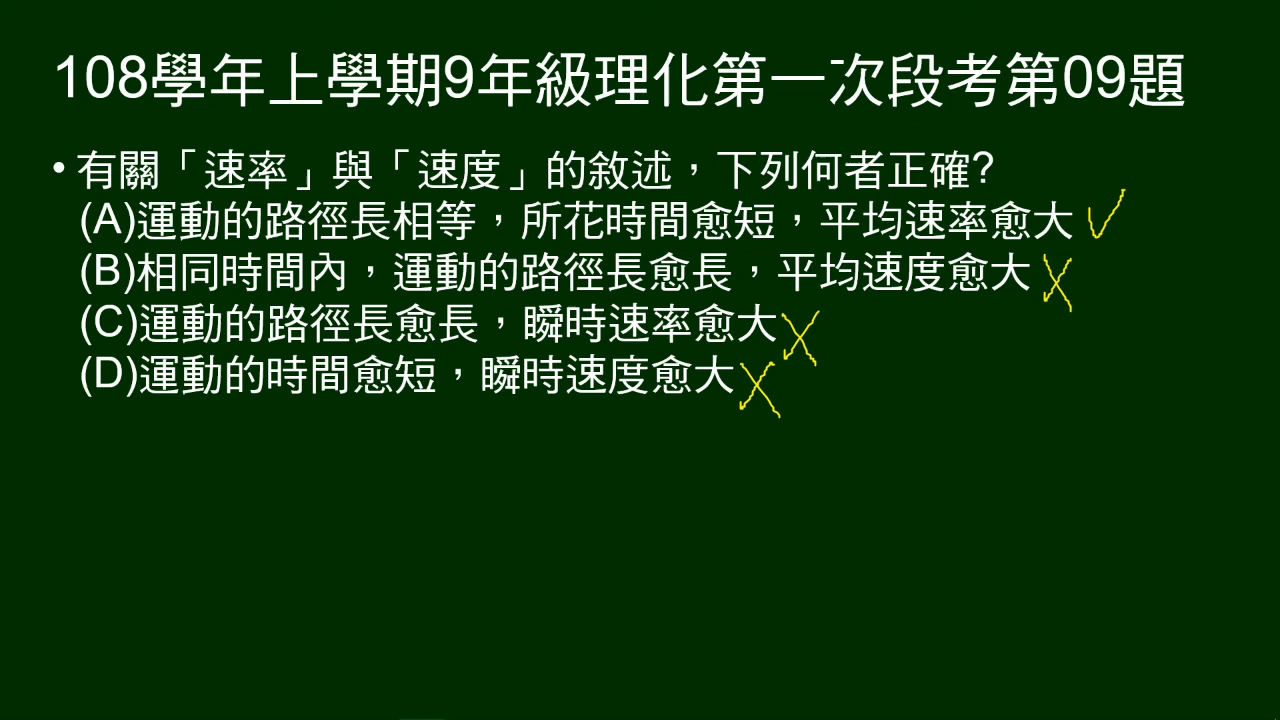 108學年上學期9年級理化第一次段考第09題
• 有關「速率」與「速度」的敘述，下列何者正確?
(A)運動的路徑長相等，所花時間愈短，平均速率愈大 ✓
(B)相同時間內，運動的路徑長愈長，平均速度愈大 ✗
(C)運動的路徑長愈長，瞬時速率愈大 ✗
(D)運動的時間愈短，瞬時速度愈大 ✗